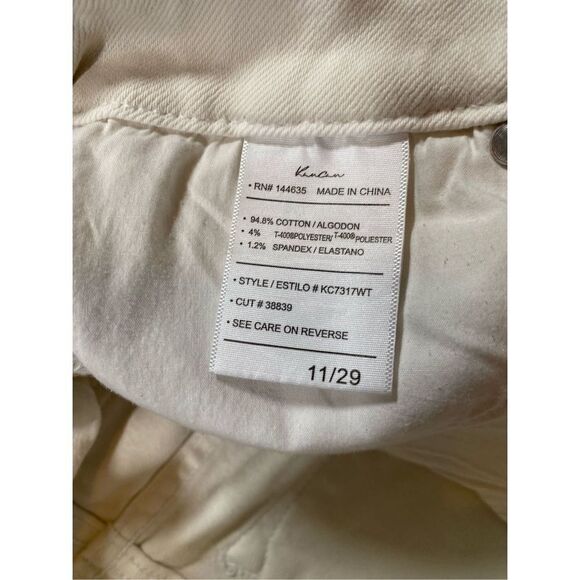 KanCan
• RN# 144635 MADE IN CHINA
• 94.8% COTTON / ALGODON
• 4% T-400®POLYESTER/ T-400®POLIESTER
• 1.2% SPANDEX / ELASTANO
• STYLE / ESTILO # KC7317WT
• CUT # 38839
• SEE CARE ON REVERSE
11/29